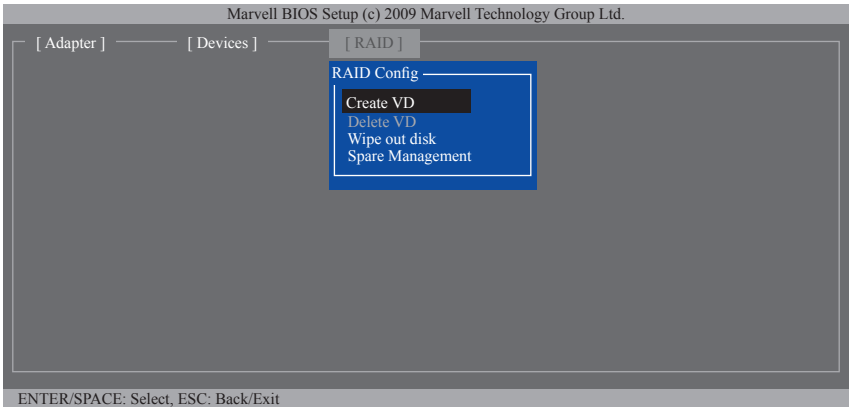 Marvell BIOS Setup (c) 2009 Marvell Technology Group Ltd.
[ Adapter ] [ Devices ] [ RAID ]
RAID Config
Create VD
Delete VD
Wipe out disk
Spare Management
ENTER/SPACE: Select, ESC: Back/Exit